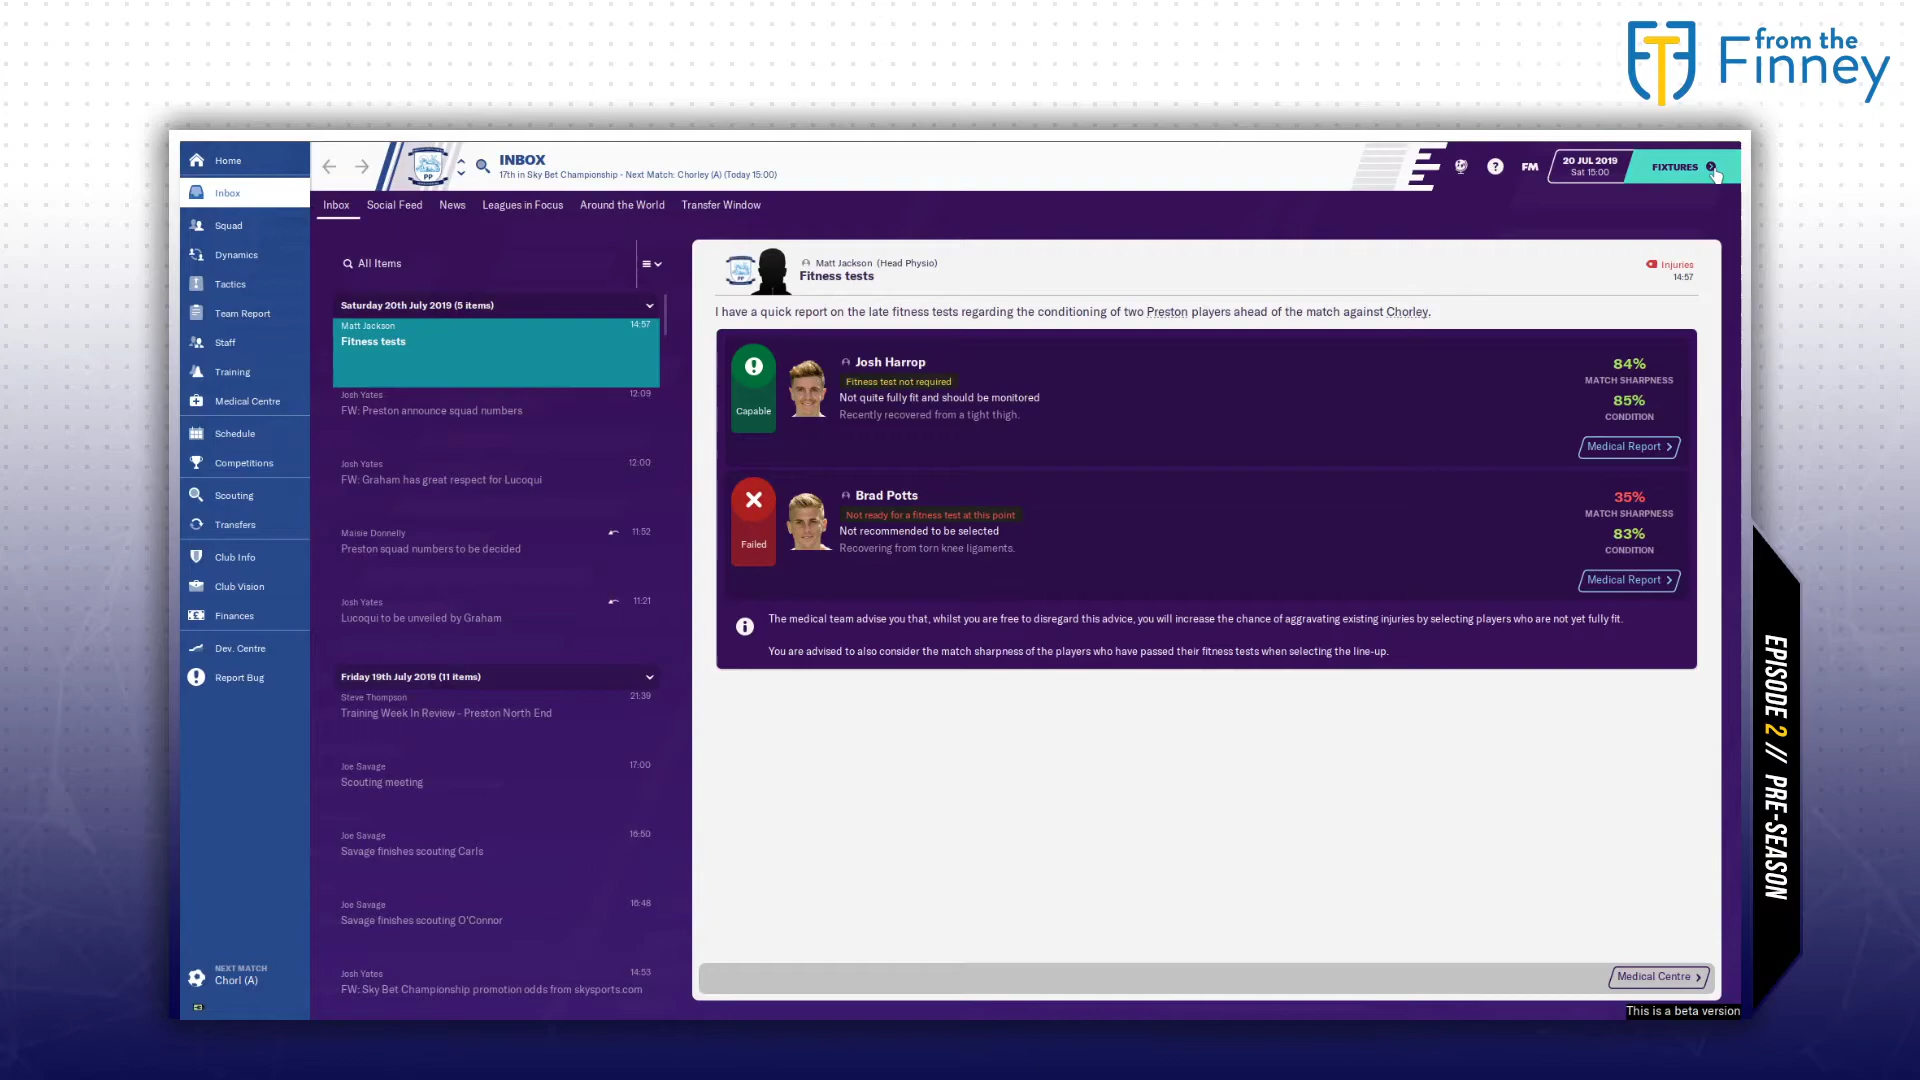 from the
Finney
Home
Inbox
Squad
Dynamics
Tactics
Team Report
Staff
Training
Medical Centre
Schedule
Competitions
Scouting
Transfers
Club Info
Club Vision
Finances
Dev. Centre
Report Bug
NEXT MATCH
Chorl (A)
PP
INBOX
17th in Sky Bet Championship - Next Match: Chorley (A) (Today 15:00)
FM
20 JUL 2019
Sat 15:00
FIXTURES
Inbox Social Feed News Leagues in Focus Around the World Transfer Window
All Items
Saturday 20th July 2019 (5 items)
Matt Jackson 14:57
Fitness tests
Josh Yates 12:09
FW: Preston announce squad numbers
Josh Yates 12:00
FW: Graham has great respect for Lucoqui
Maisie Donnelly 11:52
Preston squad numbers to be decided
Josh Yates 11:21
Lucoqui to be unveiled by Graham
Friday 19th July 2019 (11 items)
Steve Thompson 21:39
Training Week In Review - Preston North End
Joe Savage 17:00
Scouting meeting
Joe Savage 16:50
Savage finishes scouting Carls
Joe Savage 16:48
Savage finishes scouting O'Connor
Josh Yates 14:53
FW: Sky Bet Championship promotion odds from skysports.com
Matt Jackson (Head Physio)
Fitness tests
Injuries
14:57
I have a quick report on the late fitness tests regarding the conditioning of two Preston players ahead of the match against Chorley.
Capable
Josh Harrop
Fitness test not required
Not quite fully fit and should be monitored
Recently recovered from a tight thigh.
84%
MATCH SHARPNESS
85%
CONDITION
Medical Report
Failed
Brad Potts
Not ready for a fitness test at this point
Not recommended to be selected
Recovering from torn knee ligaments.
35%
MATCH SHARPNESS
83%
CONDITION
Medical Report
The medical team advise you that, whilst you are free to disregard this advice, you will increase the chance of aggravating existing injuries by selecting players who are not yet fully fit.
You are advised to also consider the match sharpness of the players who have passed their fitness tests when selecting the line-up.
Medical Centre
This is a beta version
EPISODE 2 // PRE-SEASON